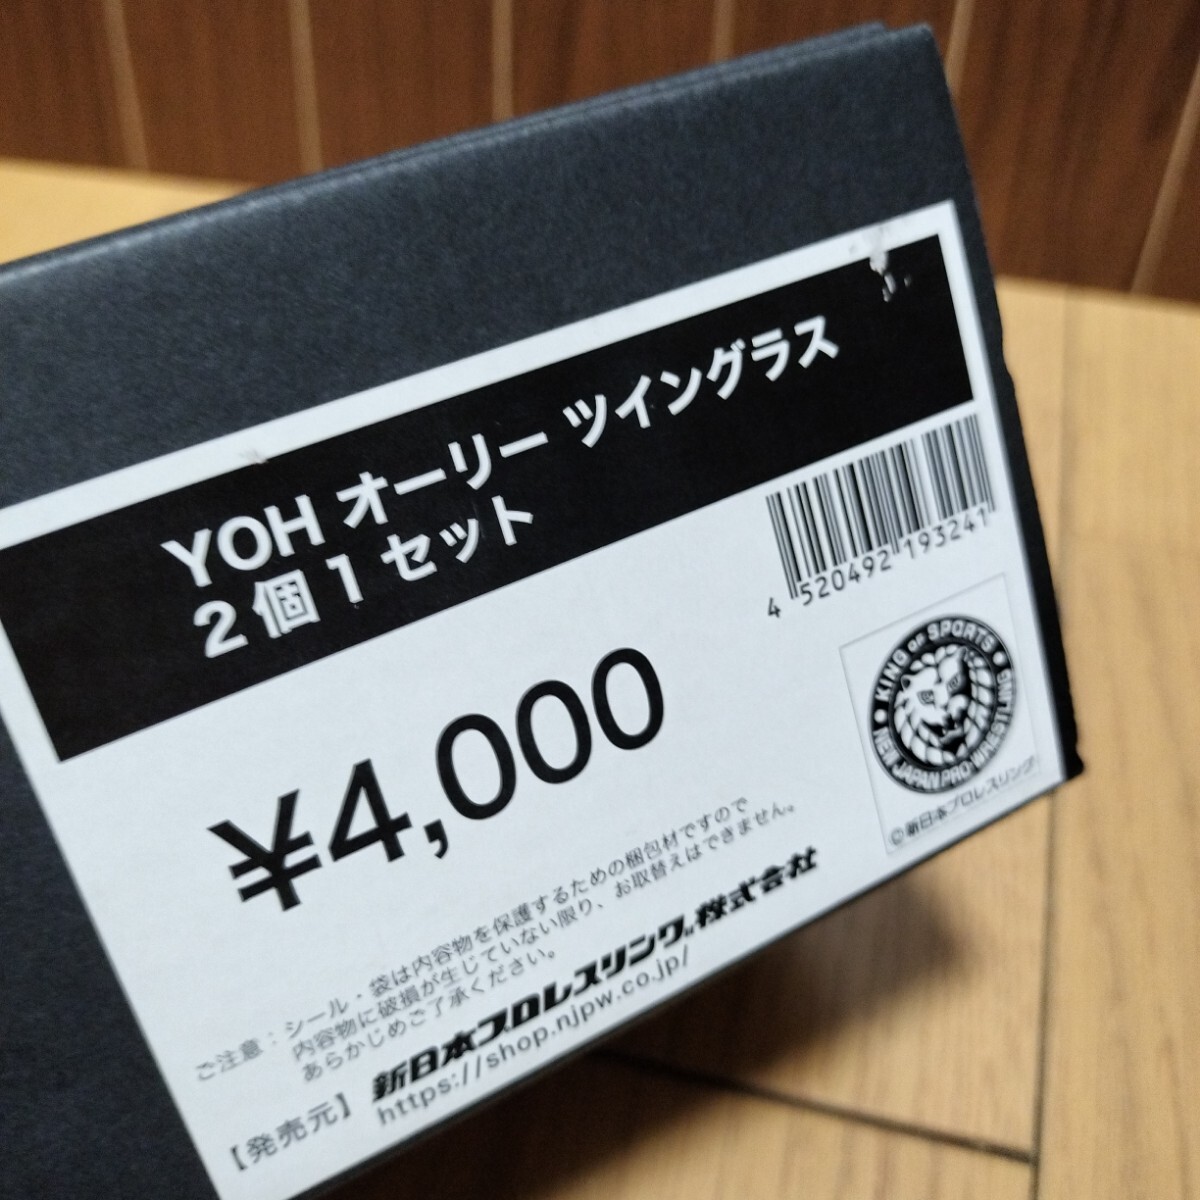 YOH オーリー ツイングラス
2個1セット
4 520492 193241
¥4,000
KING OF SPORTS
NEW JAPAN PRO-WRESTLING
©新日本プロレスリング
ご注意：シール・袋は内容物を保護するための梱包材ですので
内容物に破損が生じていない限り、お取替えはできません。
あらかじめご了承ください。
【発売元】新日本プロレスリング株式会社
https://shop.njpw.co.jp/